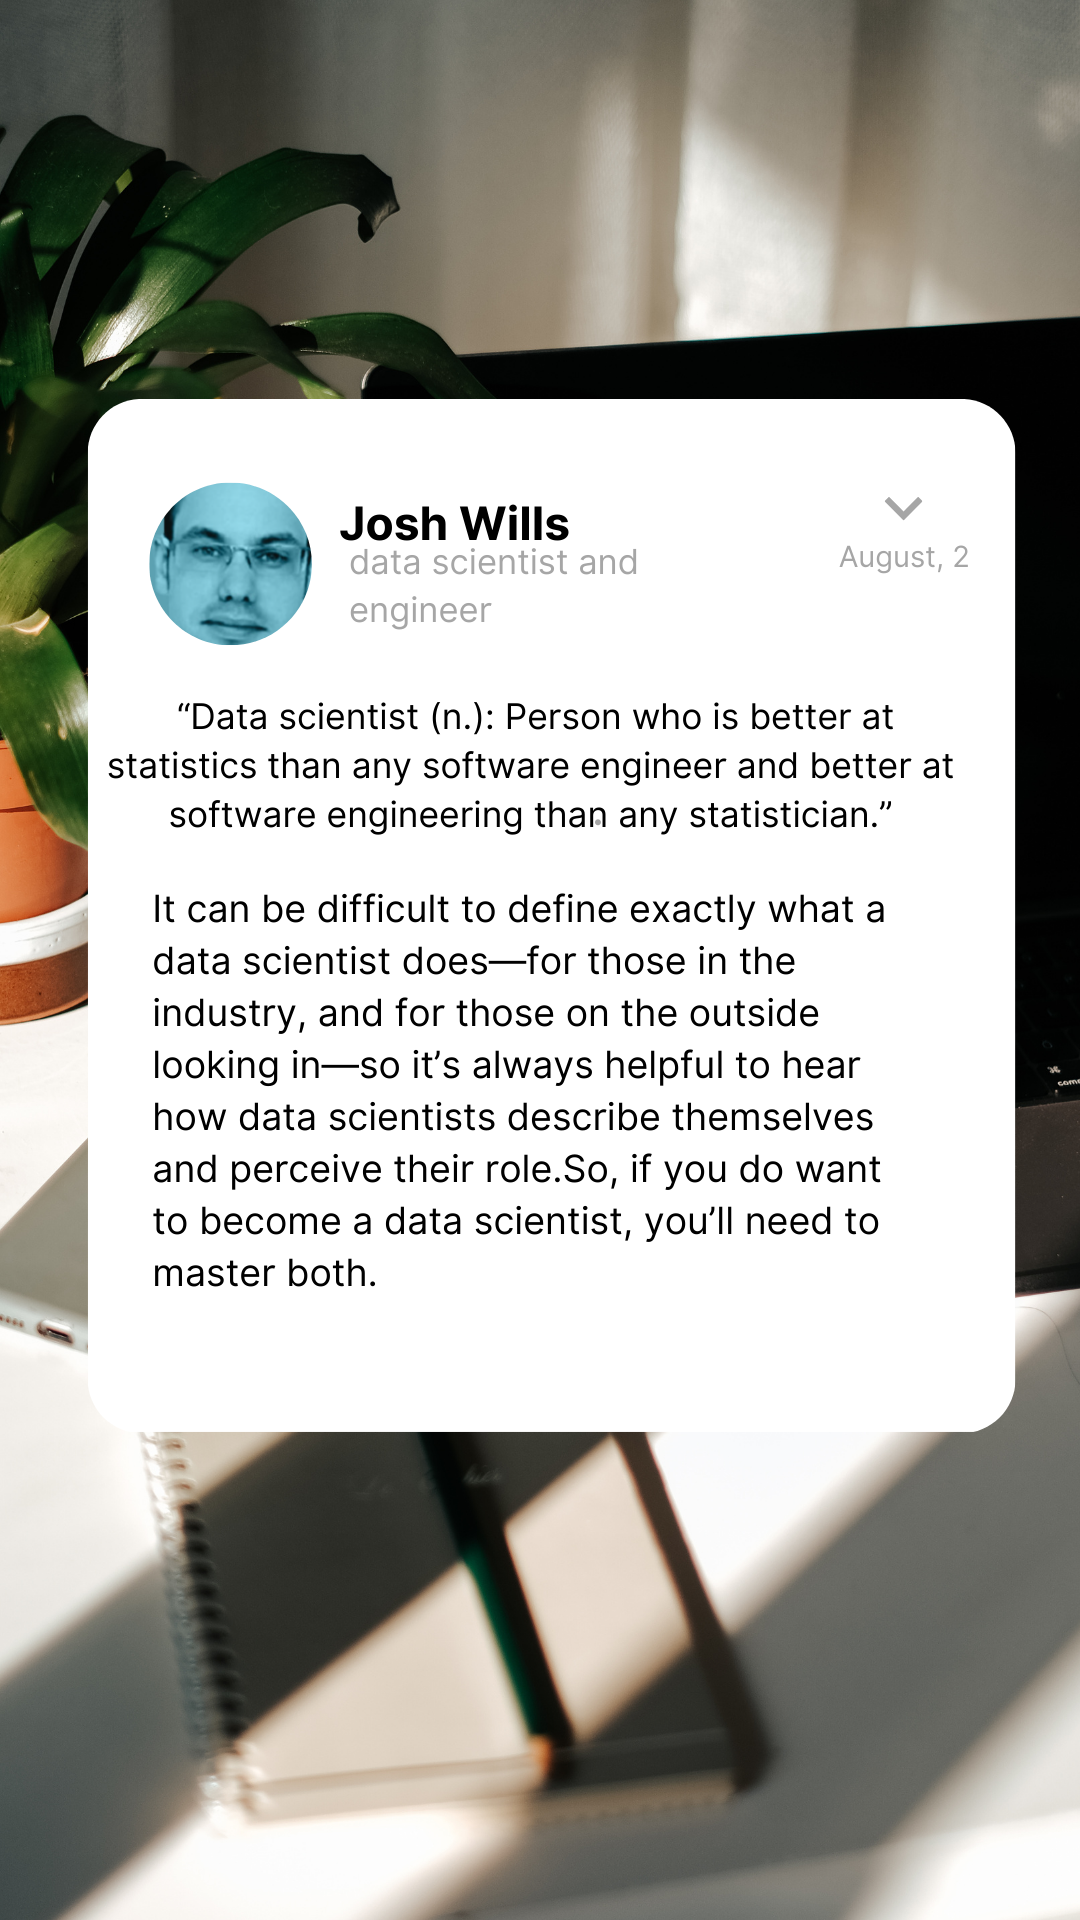 Josh Wills
data scientist and
engineer
August, 2
“Data scientist (n.): Person who is better at
statistics than any software engineer and better at
software engineering than any statistician.”
It can be difficult to define exactly what a
data scientist does—for those in the
industry, and for those on the outside
looking in—so it’s always helpful to hear
how data scientists describe themselves
and perceive their role.So, if you do want
to become a data scientist, you’ll need to
master both.
⌘